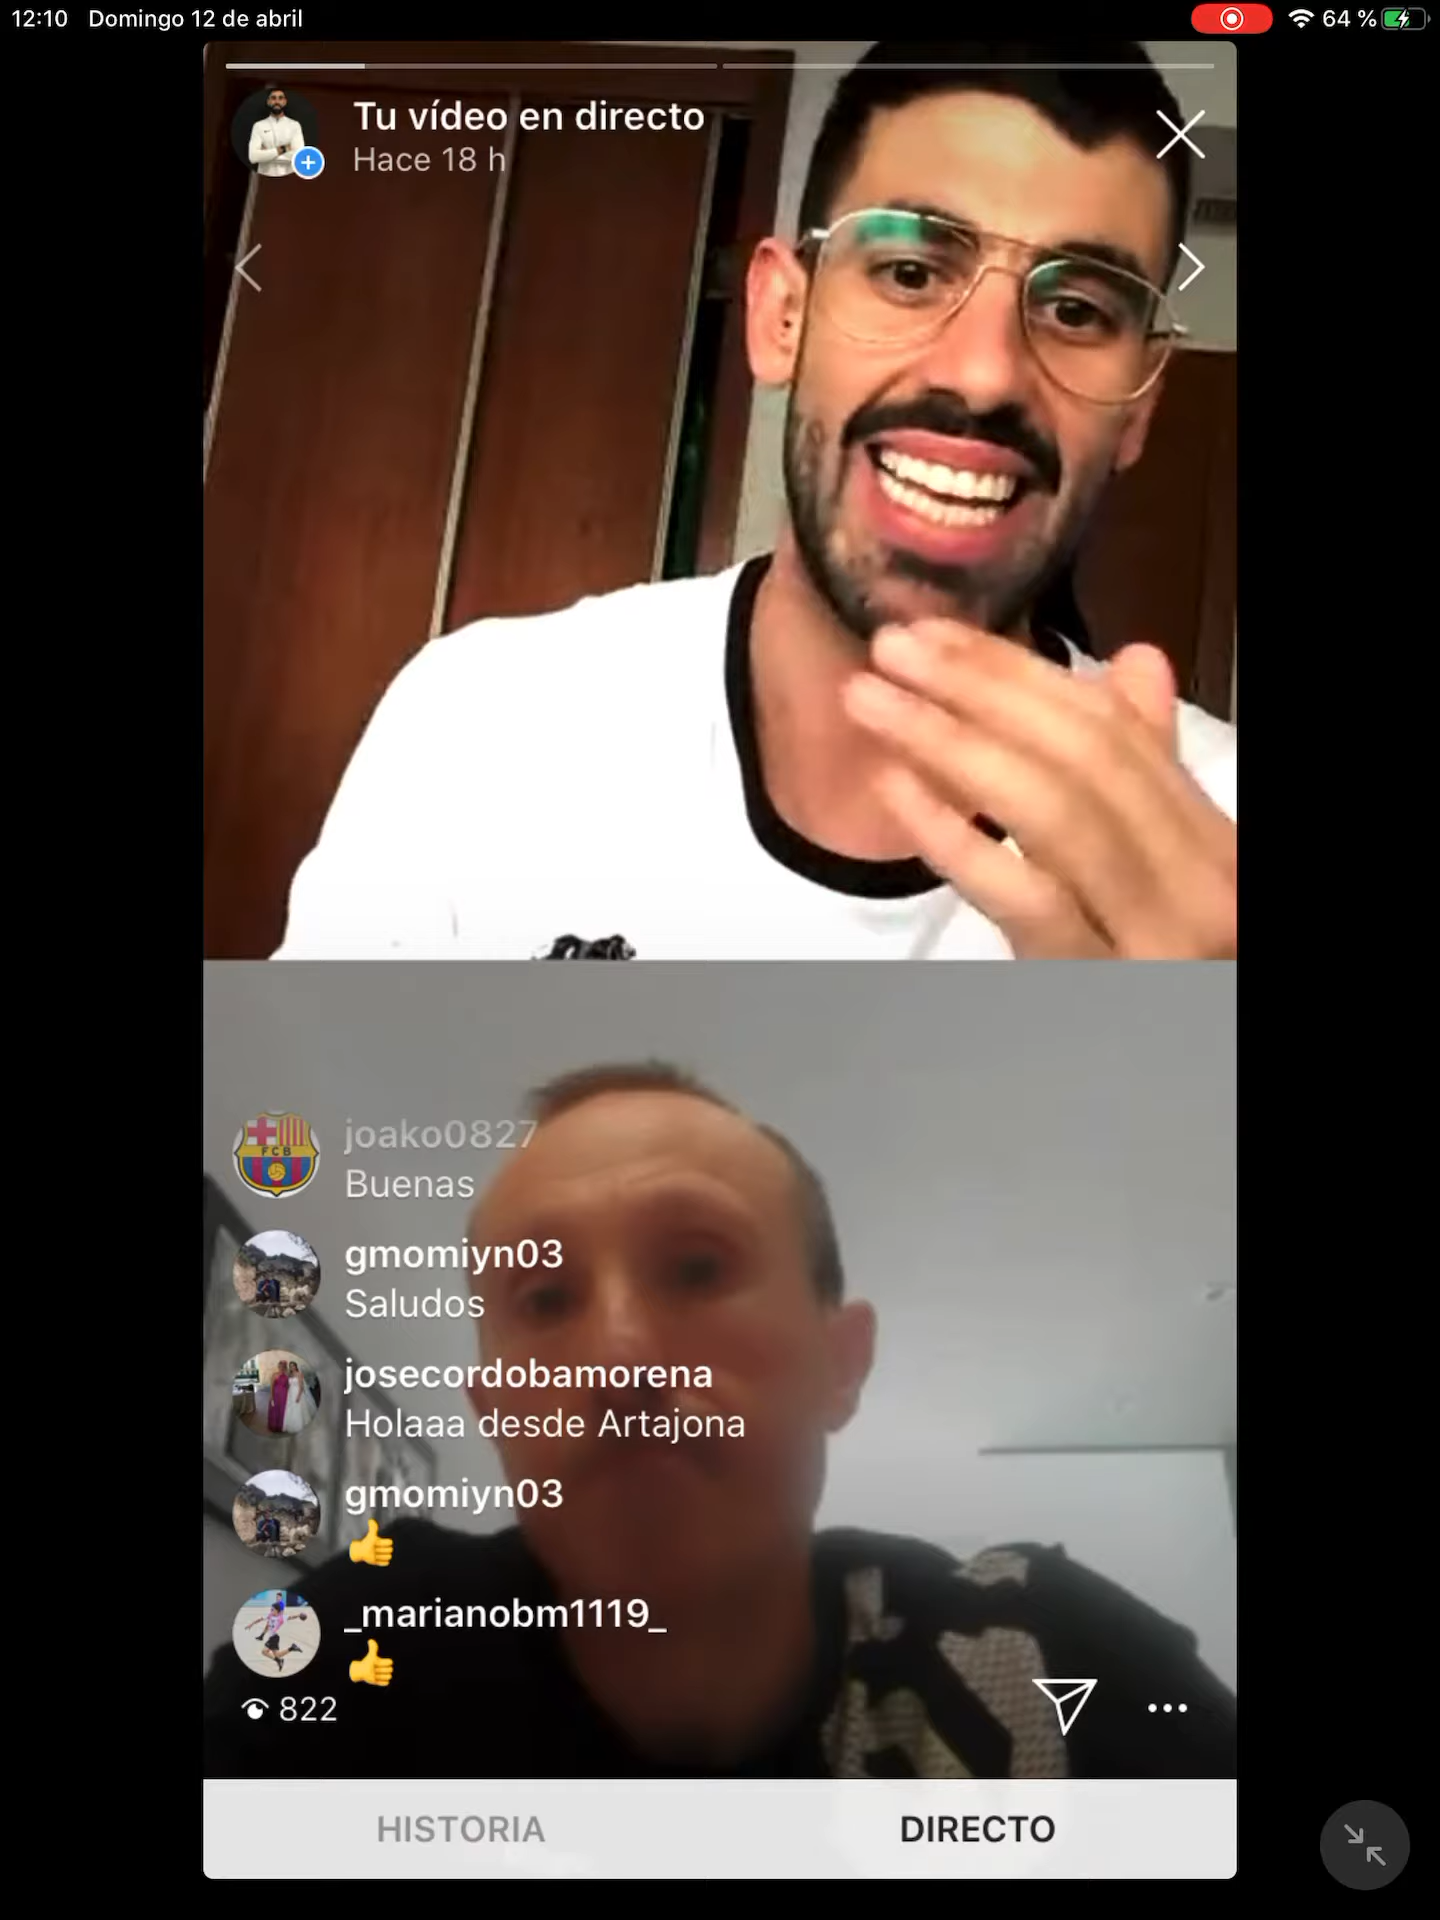 12:10 Domingo 12 de abril
64 %
Tu vídeo en directo
Hace 18 h
FCB
joako0827
Buenas
gmomiyn03
Saludos
josecordobamorena
Holaaa desde Artajona
gmomiyn03
👍
_marianobm1119_
👍
822
HISTORIA
DIRECTO